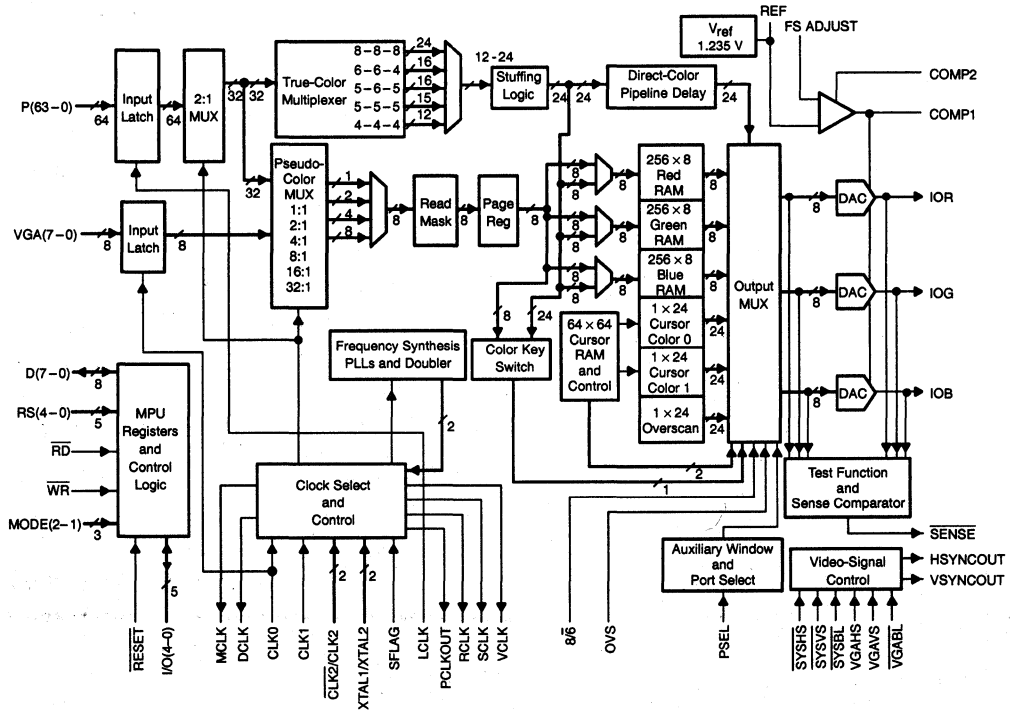 REF
FS ADJUST
Vref
1.235 V
COMP2
COMP1
8-8-8
24
6-6-4
16
5-6-5
16
5-5-5
15
4-4-4
12
True-Color
Multiplexer
12-24
Stuffing
Logic
24
24
Direct-Color
Pipeline Delay
24
P(63-0)
64
Input
Latch
64
2:1
MUX
32
32
32
Pseudo-
Color
MUX
1:1
2:1
4:1
8:1
16:1
32:1
1
2
4
8
8
Read
Mask
8
Page
Reg
8
VGA(7-0)
8
Input
Latch
8
8
8
8
256 × 8
Red
RAM
8
8
8
8
256 × 8
Green
RAM
8
8
8
8
256 × 8
Blue
RAM
8
Output
MUX
8
DAC
IOR
8
DAC
IOG
8
DAC
IOB
8
24
64 × 64
Cursor
RAM
and
Control
1 × 24
Cursor
Color 0
24
1 × 24
Cursor
Color 1
24
1 × 24
Overscan
24
Color Key
Switch
Frequency Synthesis
PLLs and Doubler
2
D(7-0)
8
RS(4-0)
5
RD
WR
MODE(2-1)
3
MPU
Registers
and
Control
Logic
5
Clock Select
and
Control
2
2
2
1
Test Function
and
Sense Comparator
SENSE
Auxiliary Window
and
Port Select
Video-Signal
Control
HSYNCOUT
VSYNCOUT
RESET
I/O(4-0)
MCLK
DCLK
CLK0
CLK1
CLK2/CLK2
XTAL1/XTAL2
SFLAG
LCLK
PCLKOUT
RCLK
SCLK
VCLK
8/6
OVS
PSEL
SYSHS
SYSVS
SYSBL
VGAHS
VGAVS
VGABL